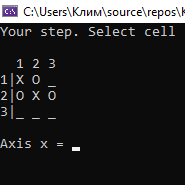 C:\Users\Клим\source\repos\
Your step. Select cell
1 2 3
1|X O _
2|O X O
3|_ _ _
Axis x = _